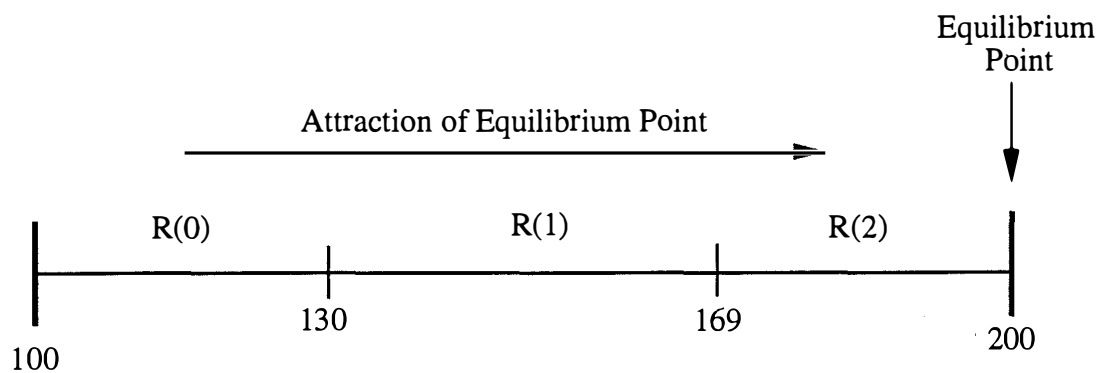 Equilibrium
Point
Attraction of Equilibrium Point
R(0)
R(1)
R(2)
130
169
200
100